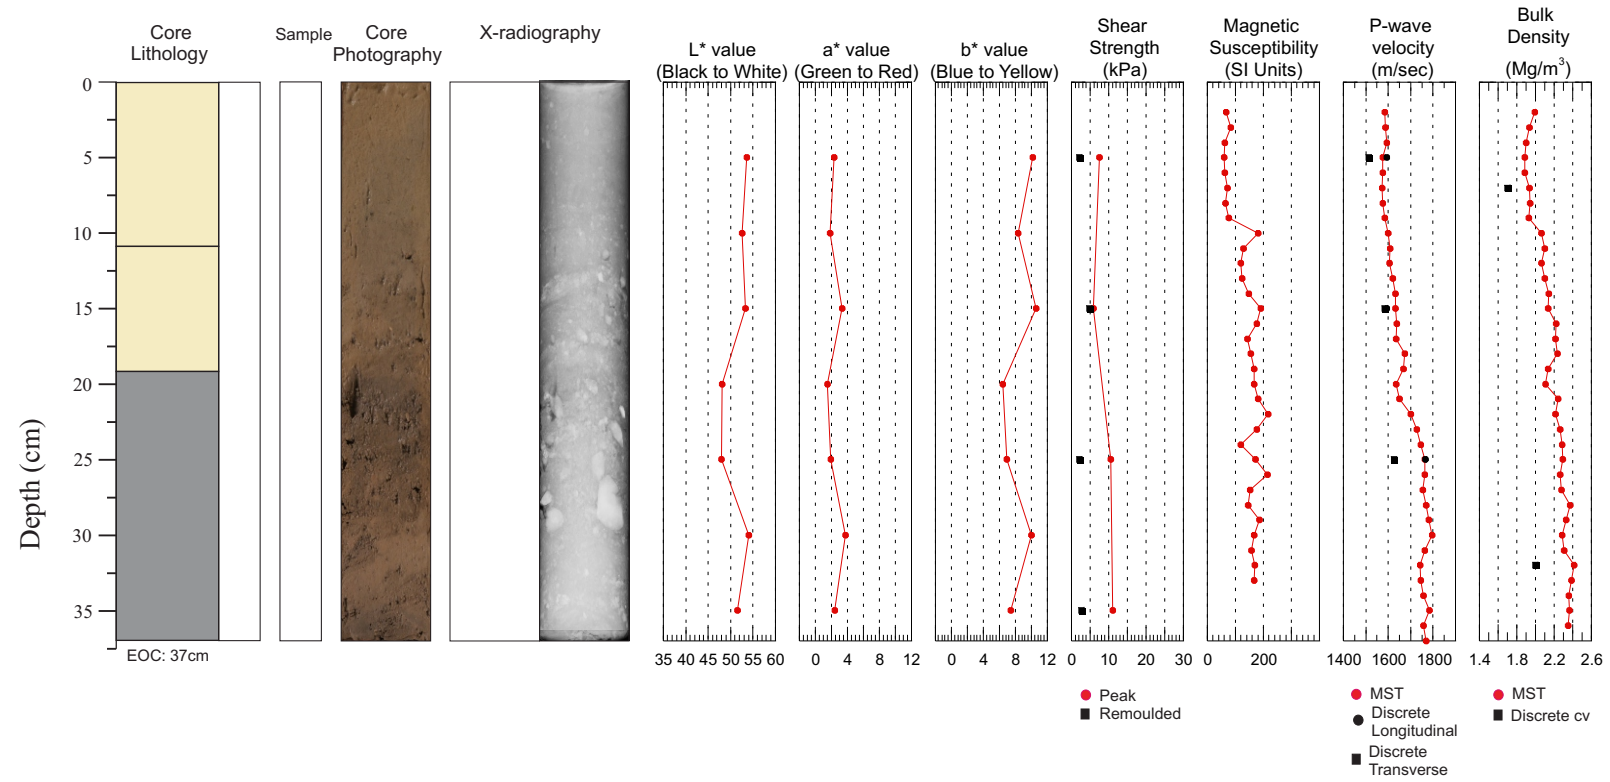 Core
Lithology
Sample
Core
Photography
X-radiography
L* value
(Black to White)
a* value
(Green to Red)
b* value
(Blue to Yellow)
Shear
Strength
(kPa)
Magnetic
Susceptibility
(SI Units)
P-wave
velocity
(m/sec)
Bulk
Density
(Mg/m³)
Depth (cm)
0
5
10
15
20
25
30
35
EOC: 37cm
35 40 45 50 55 60
0 4 8 12
0 4 8 12
0 10 20 30
0 200
1400 1600 1800
1.4 1.8 2.2 2.6
Peak
Remoulded
MST
Discrete
Longitudinal
Discrete
Transverse
MST
Discrete cv